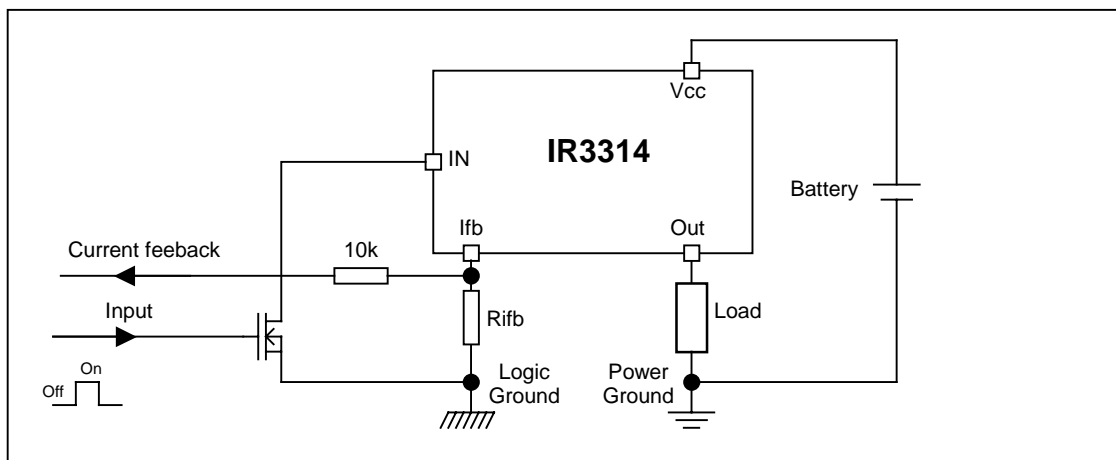 Vcc
IR3314
IN
Battery
Ifb
Out
Current feeback
10k
Input
Rifb
Load
On
Off
Logic
Ground
Power
Ground